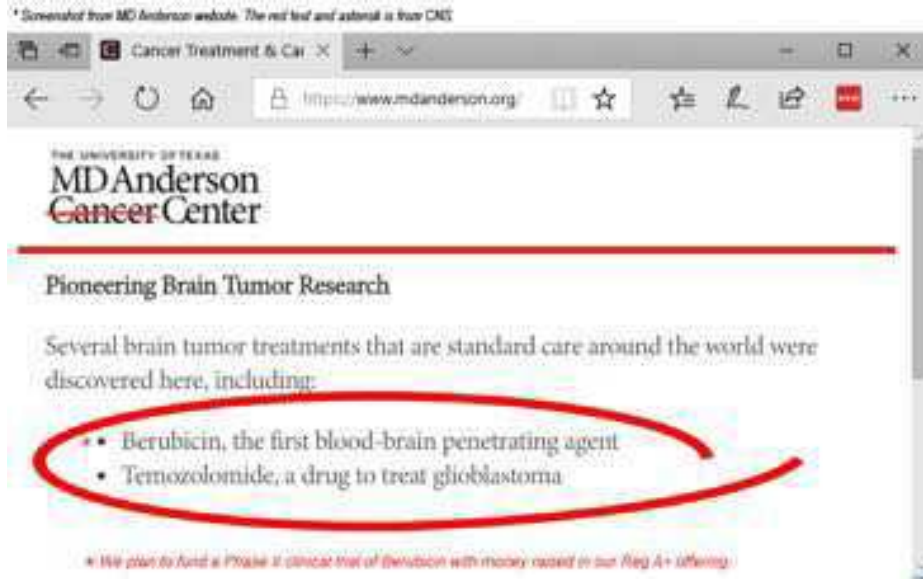 * Screenshot from MD Anderson website. The red text and asterisk is from CNS
Cancer Treatment & Cai
https://www.mdanderson.org/
THE UNIVERSITY OF TEXAS
MD Anderson
Cancer Center
Pioneering Brain Tumor Research
Several brain tumor treatments that are standard care around the world were
discovered here, including:
* • Berubicin, the first blood-brain penetrating agent
• Temozolomide, a drug to treat glioblastoma
* We plan to fund a Phase II clinical trial of Berubicin with money raised in our Reg A+ offering.